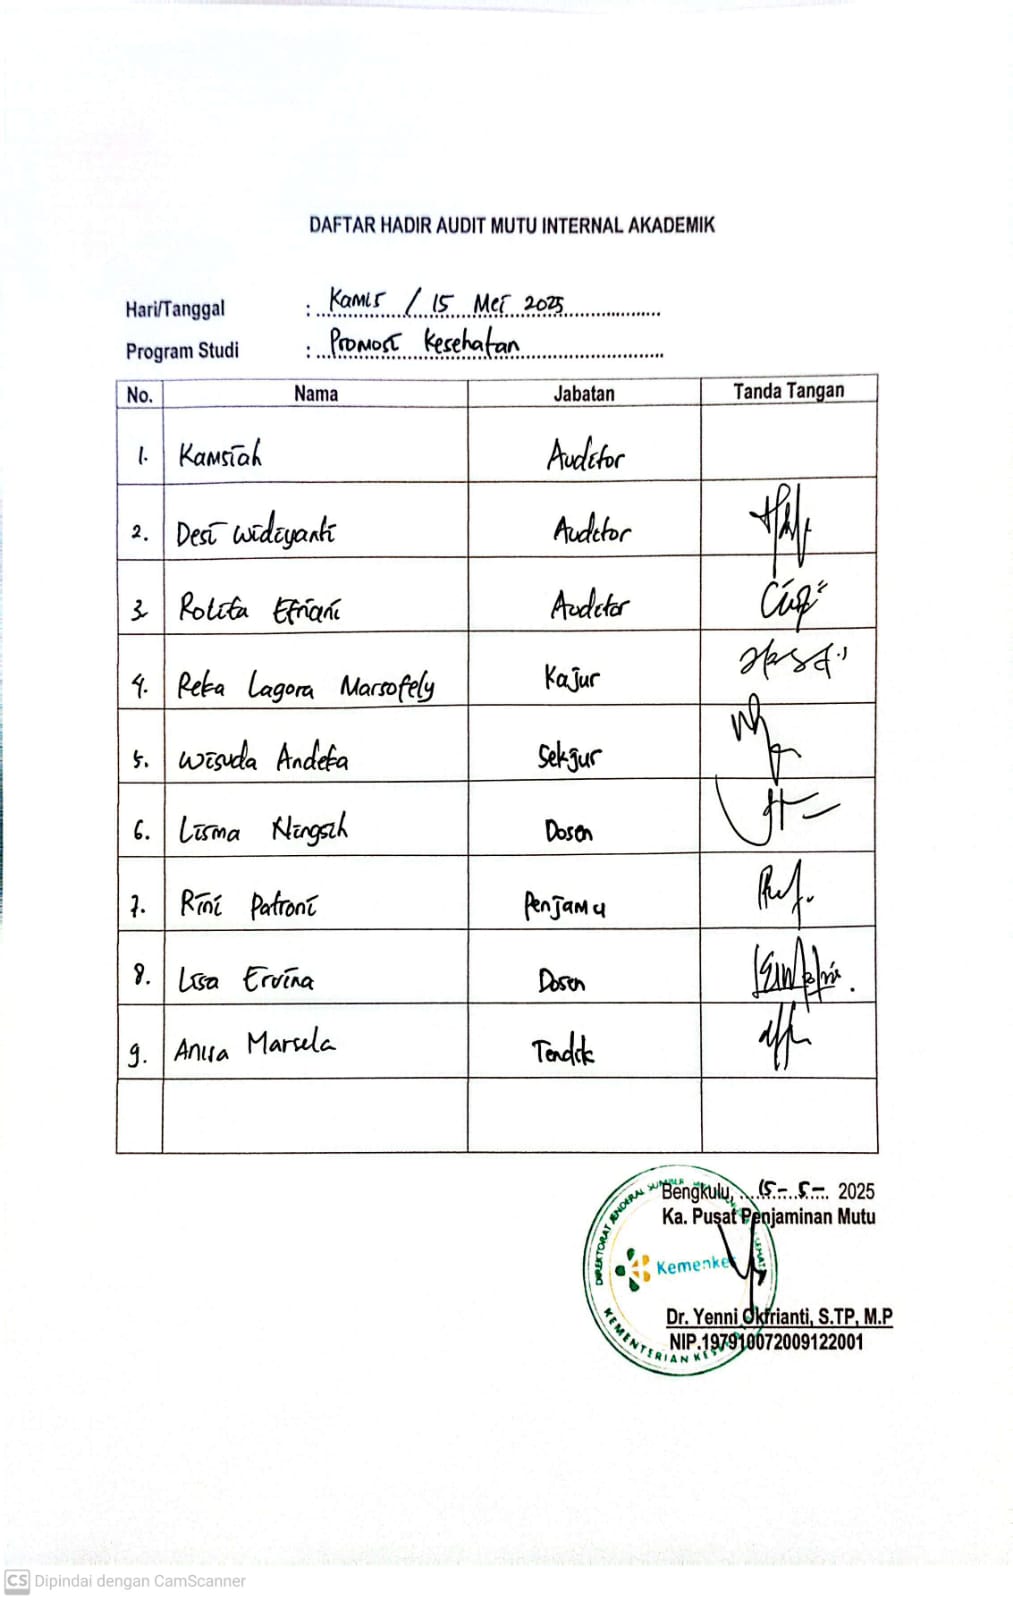 DAFTAR HADIR AUDIT MUTU INTERNAL AKADEMIK
Hari/Tanggal : Kamis / 15 Mei 2025
Program Studi : Promosi Kesehatan
No. Nama Jabatan Tanda Tangan
1. Kamsiah Auditor
2. Desi Widiyanti Auditor
3. Rolita Efriani Auditor
4. Reka Lagora Marsofely Kajur
5. Wisuda Andeka Sekjur
6. Lisma Ningsih Dosen
7. Rini Patroni Penjamu
8. Lisa Ervina Dosen
9. Anisa Marsela Tendik
Bengkulu, 15-5- 2025
Ka. Pusat Penjaminan Mutu
DIREKTORAT JENDERAL SUMBER
Kemenkes
KEMENTERIAN
Dr. Yenni Okfrianti, S.TP, M.P
NIP.197910072009122001
CS Dipindai dengan CamScanner